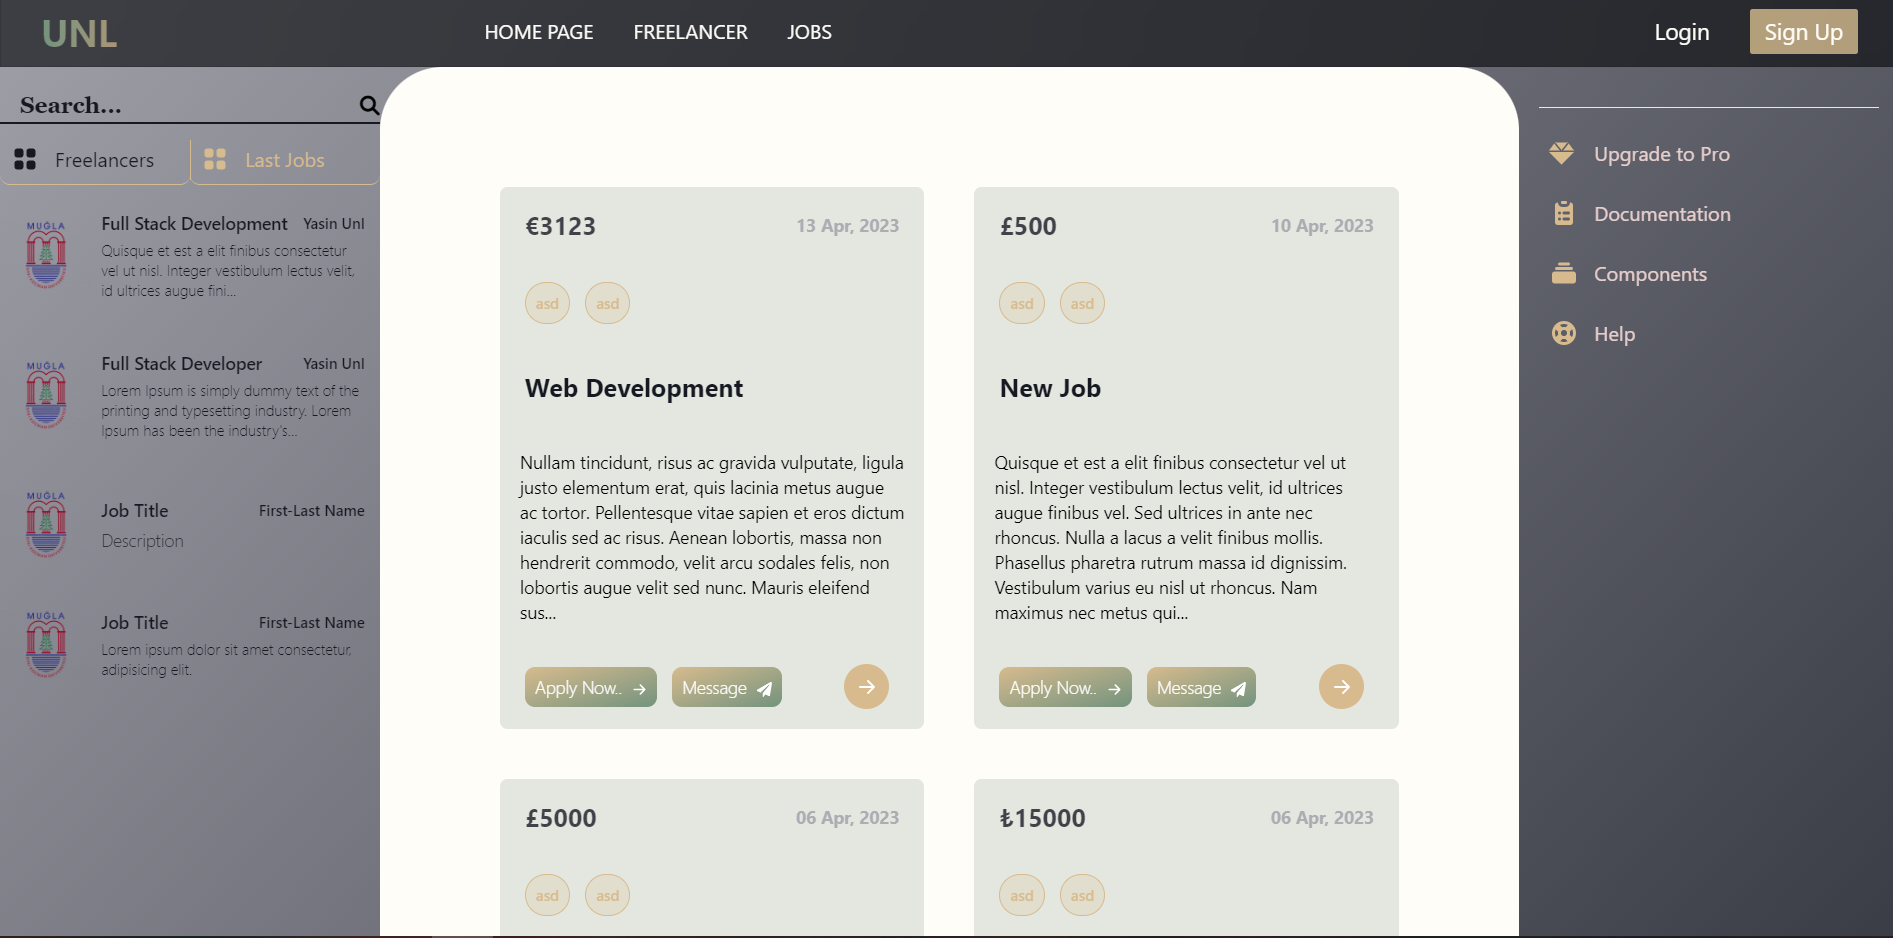 UNL
HOME PAGE
FREELANCER
JOBS
Login
Sign Up
Search...
Freelancers
Last Jobs
MUĞLA
Full Stack Development
Yasin Unl
Quisque et est a elit finibus consectetur
vel ut nisl. Integer vestibulum lectus velit,
id ultrices augue fini...
MUĞLA
Full Stack Developer
Yasin Unl
Lorem Ipsum is simply dummy text of the
printing and typesetting industry. Lorem
Ipsum has been the industry's...
MUĞLA
Job Title
First-Last Name
Description
MUĞLA
Job Title
First-Last Name
Lorem ipsum dolor sit amet consectetur,
adipisicing elit.
€3123
13 Apr, 2023
asd
asd
Web Development
Nullam tincidunt, risus ac gravida vulputate, ligula
justo elementum erat, quis lacinia metus augue
ac tortor. Pellentesque vitae sapien et eros dictum
iaculis sed ac risus. Aenean lobortis, massa non
hendrerit commodo, velit arcu sodales felis, non
lobortis augue velit sed nunc. Mauris eleifend
sus...
Apply Now..
Message
£500
10 Apr, 2023
asd
asd
New Job
Quisque et est a elit finibus consectetur vel ut
nisl. Integer vestibulum lectus velit, id ultrices
augue finibus vel. Sed ultrices in ante nec
rhoncus. Nulla a lacus a velit finibus mollis.
Phasellus pharetra rutrum massa id dignissim.
Vestibulum varius eu nisl ut rhoncus. Nam
maximus nec metus qui...
Apply Now..
Message
£5000
06 Apr, 2023
asd
asd
₺15000
06 Apr, 2023
asd
asd
Upgrade to Pro
Documentation
Components
Help